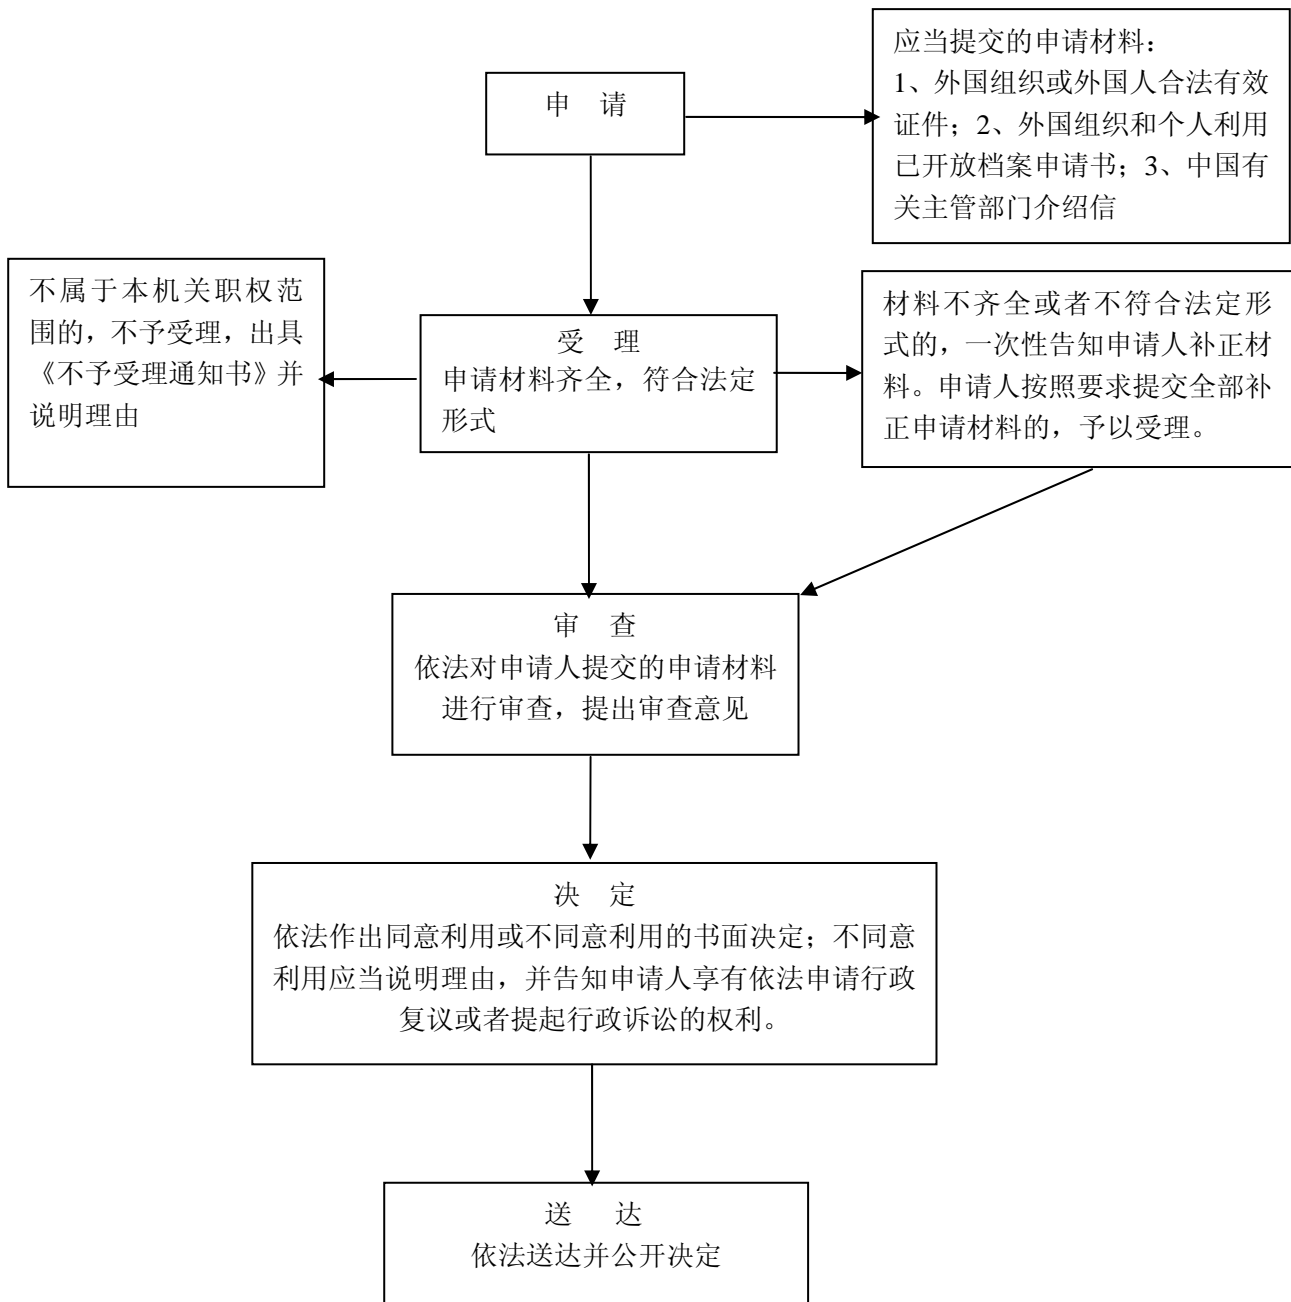 申 请
应当提交的申请材料：
1、外国组织或外国人合法有效
证件；2、外国组织和个人利用
已开放档案申请书；3、中国有
关主管部门介绍信
不属于本机关职权范
围的，不予受理，出具
《不予受理通知书》并
说明理由
受 理
申请材料齐全，符合法定
形式
材料不齐全或者不符合法定形
式的，一次性告知申请人补正材
料。申请人按照要求提交全部补
正申请材料的，予以受理。
审 查
依法对申请人提交的申请材料
进行审查，提出审查意见
决 定
依法作出同意利用或不同意利用的书面决定；不同意
利用应当说明理由，并告知申请人享有依法申请行政
复议或者提起行政诉讼的权利。
送 达
依法送达并公开决定